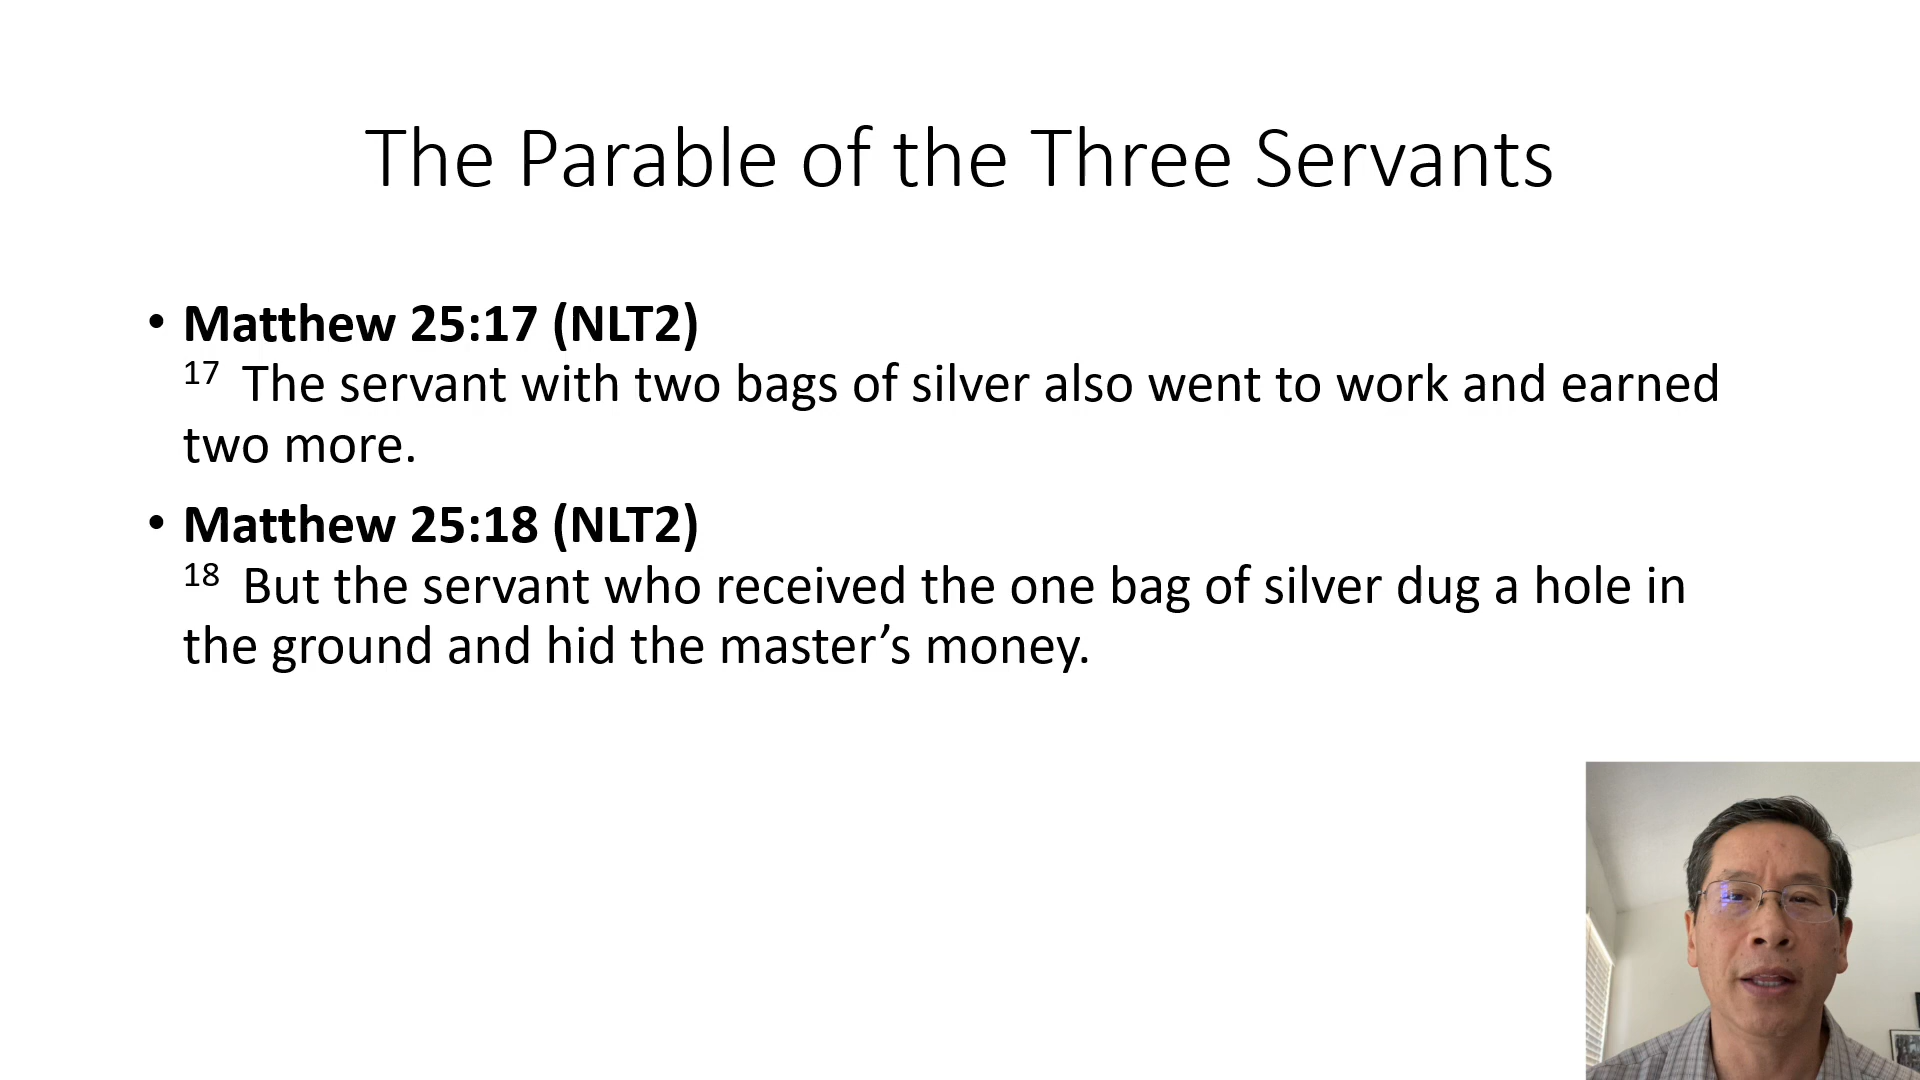 The Parable of the Three Servants
• Matthew 25:17 (NLT2)
17 The servant with two bags of silver also went to work and earned
two more.
• Matthew 25:18 (NLT2)
18 But the servant who received the one bag of silver dug a hole in
the ground and hid the master’s money.